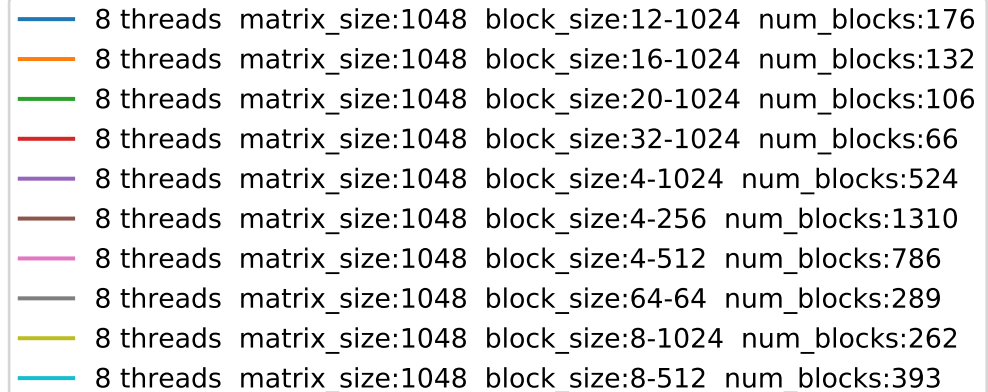 8 threads  matrix_size:1048  block_size:12-1024  num_blocks:176
8 threads  matrix_size:1048  block_size:16-1024  num_blocks:132
8 threads  matrix_size:1048  block_size:20-1024  num_blocks:106
8 threads  matrix_size:1048  block_size:32-1024  num_blocks:66
8 threads  matrix_size:1048  block_size:4-1024  num_blocks:524
8 threads  matrix_size:1048  block_size:4-256  num_blocks:1310
8 threads  matrix_size:1048  block_size:4-512  num_blocks:786
8 threads  matrix_size:1048  block_size:64-64  num_blocks:289
8 threads  matrix_size:1048  block_size:8-1024  num_blocks:262
8 threads  matrix_size:1048  block_size:8-512  num_blocks:393